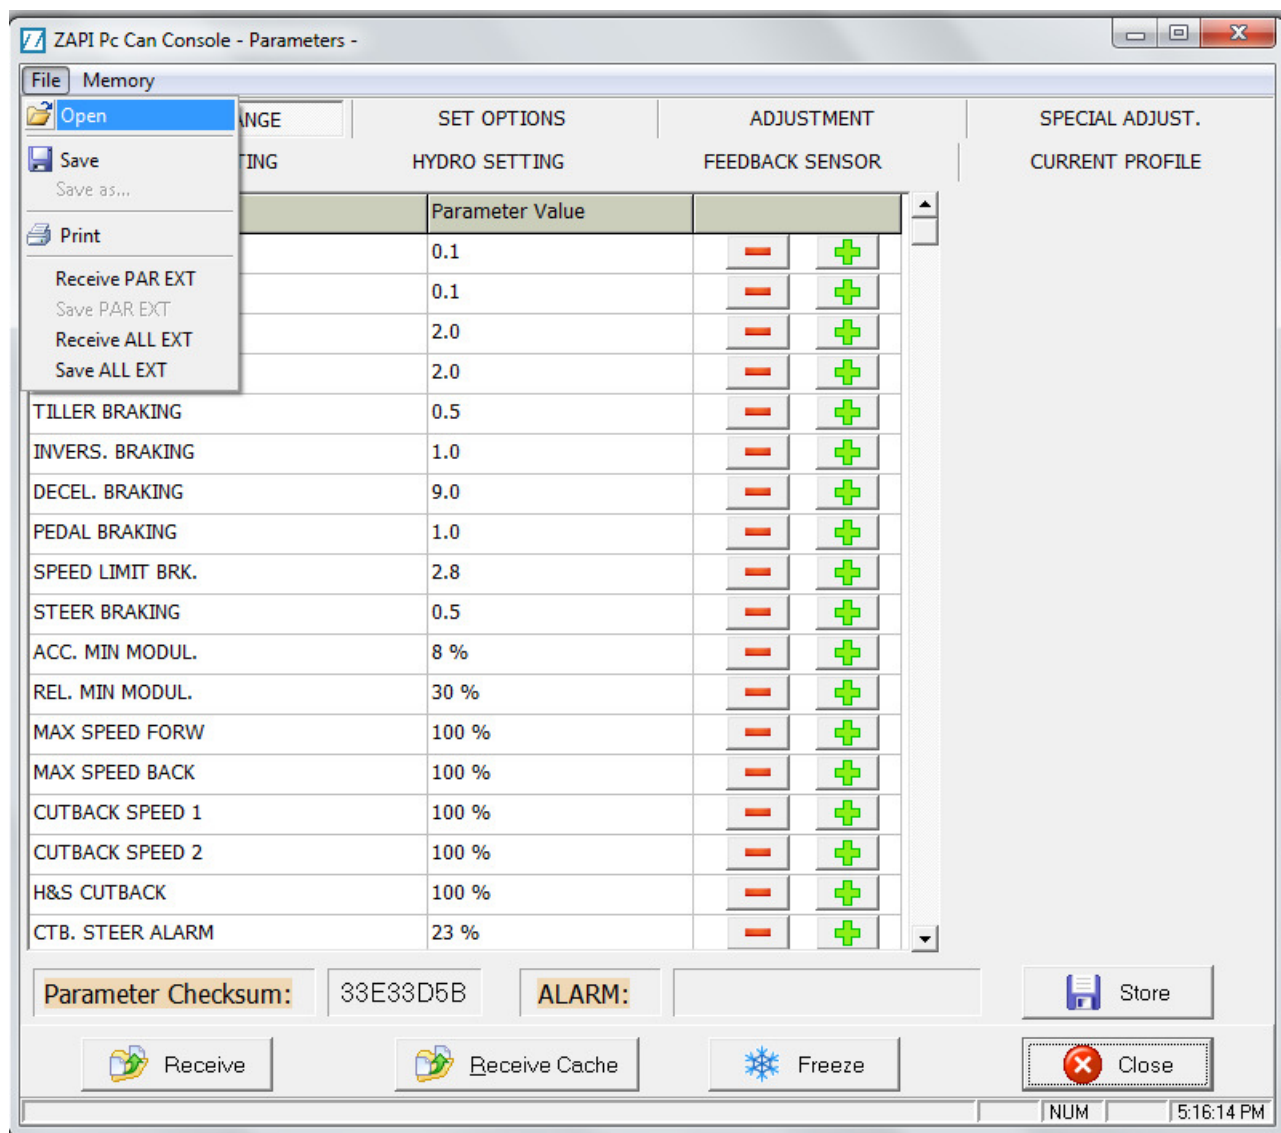 ZAPI Pc Can Console - Parameters -
File Memory
Open
Save
Save as...
Print
Receive PAR EXT
Save PAR EXT
Receive ALL EXT
Save ALL EXT
NGE SET OPTIONS ADJUSTMENT SPECIAL ADJUST.
TING HYDRO SETTING FEEDBACK SENSOR CURRENT PROFILE
Parameter Value
0.1
0.1
2.0
2.0
TILLER BRAKING 0.5
INVERS. BRAKING 1.0
DECEL. BRAKING 9.0
PEDAL BRAKING 1.0
SPEED LIMIT BRK. 2.8
STEER BRAKING 0.5
ACC. MIN MODUL. 8 %
REL. MIN MODUL. 30 %
MAX SPEED FORW 100 %
MAX SPEED BACK 100 %
CUTBACK SPEED 1 100 %
CUTBACK SPEED 2 100 %
H&S CUTBACK 100 %
CTB. STEER ALARM 23 %
Parameter Checksum: 33E33D5B ALARM: Store
Receive Receive Cache Freeze Close
NUM 5:16:14 PM